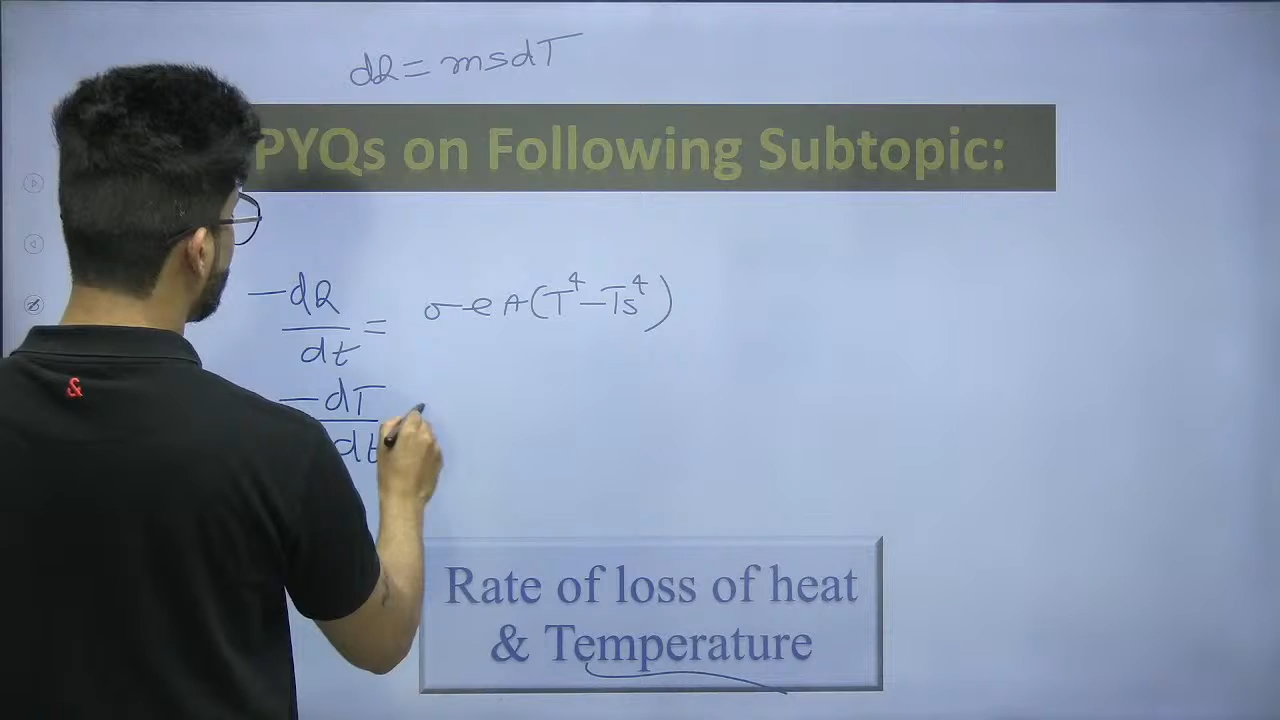 dQ = msdT
PYQs on Following Subtopic:
-dQ/dt = σeA(T⁴-Ts⁴)
-dT/dt
&
Rate of loss of heat
& Temperature